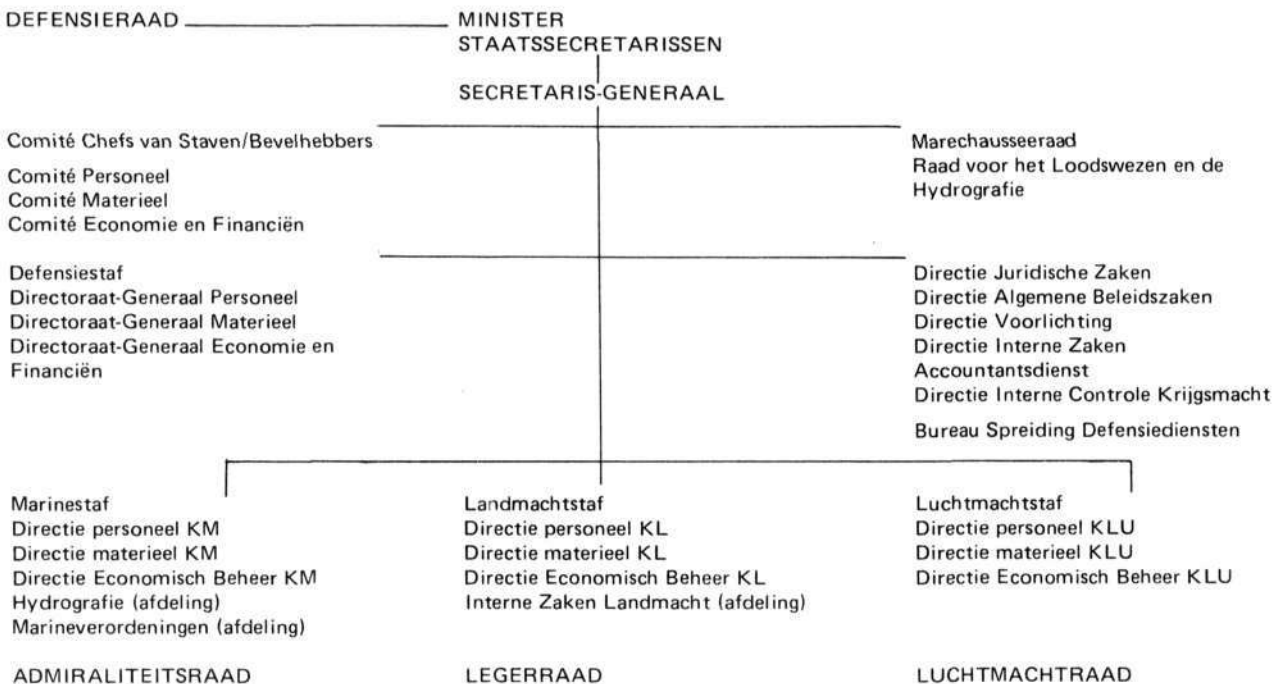 DEFENSIERAAD
MINISTER
STAATSSECRETARISSEN
SECRETARIS-GENERAAL
Comité Chefs van Staven/Bevelhebbers
Comité Personeel
Comité Materieel
Comité Economie en Financiën
Marechausseeraad
Raad voor het Loodswezen en de
Hydrografie
Defensiestaf
Directoraat-Generaal Personeel
Directoraat-Generaal Materieel
Directoraat-Generaal Economie en
Financiën
Directie Juridische Zaken
Directie Algemene Beleidszaken
Directie Voorlichting
Directie Interne Zaken
Accountantsdienst
Directie Interne Controle Krijgsmacht
Bureau Spreiding Defensiediensten
Marinestaf
Directie personeel KM
Directie materieel KM
Directie Economisch Beheer KM
Hydrografie (afdeling)
Marineverordeningen (afdeling)
Landmachtstaf
Directie personeel KL
Directie materieel KL
Directie Economisch Beheer KL
Interne Zaken Landmacht (afdeling)
Luchtmachtstaf
Directie personeel KLU
Directie materieel KLU
Directie Economisch Beheer KLU
ADMIRALITEITSRAAD
LEGERRAAD
LUCHTMACHTRAAD